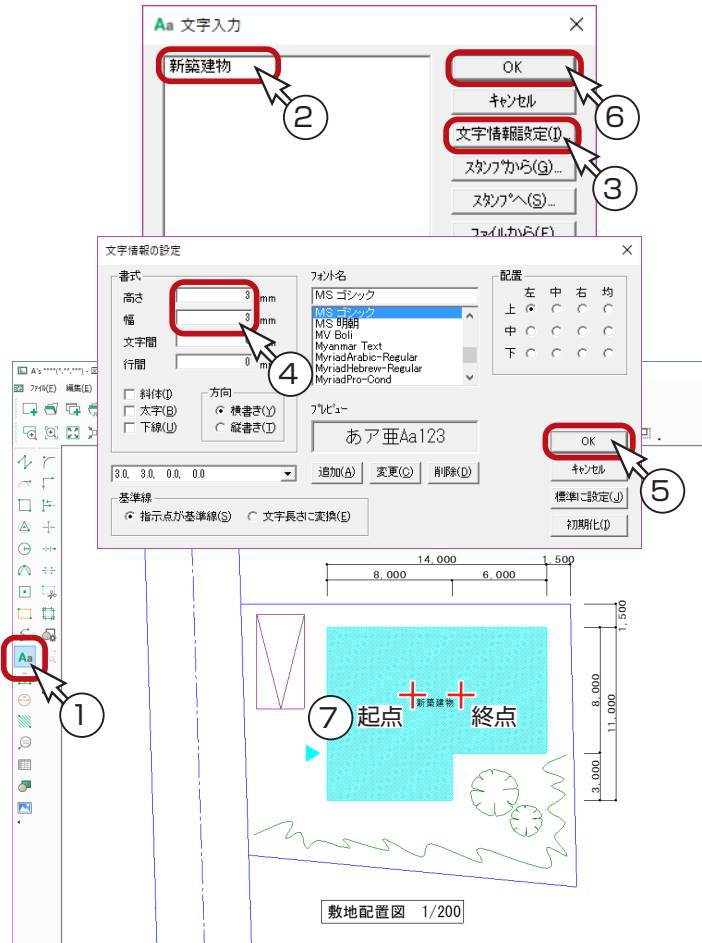 Aa 文字入力
新築建物
②
OK
⑥
キャンセル
文字情報設定(I)...
③
スタンプから(G)...
スタンプへ(S)...
ファイルから(F)
文字情報の設定
書式
高さ 3 mm
幅 3 mm
文字間
行間 0 mm
④
斜体(I)
太字(B)
下線(U)
方向
横書き(Y)
縦書き(T)
フォント名
MS ゴシック
MS ゴシック
MS 明朝
MV Boli
Myanmar Text
MyriadArabic-Regular
MyriadHebrew-Regular
MyriadPro-Cond
プレビュー
あア亜Aa123
配置
左 中 右 均
上
中
下
3.0, 3.0, 0.0, 0.0
追加(A) 変更(C) 削除(D)
基準線
指示点が基準線(S) 文字長さに変換(E)
OK
⑤
キャンセル
標準に設定(J)
初期化(I)
A's ****(*,**,***) - 図
ファイル(F) 編集(E)
Aa
①
14,000 1,500
8,000 6,000
1,500
8,000
11,000
3,000
⑦ 起点 新築建物 終点
敷地配置図 1/200